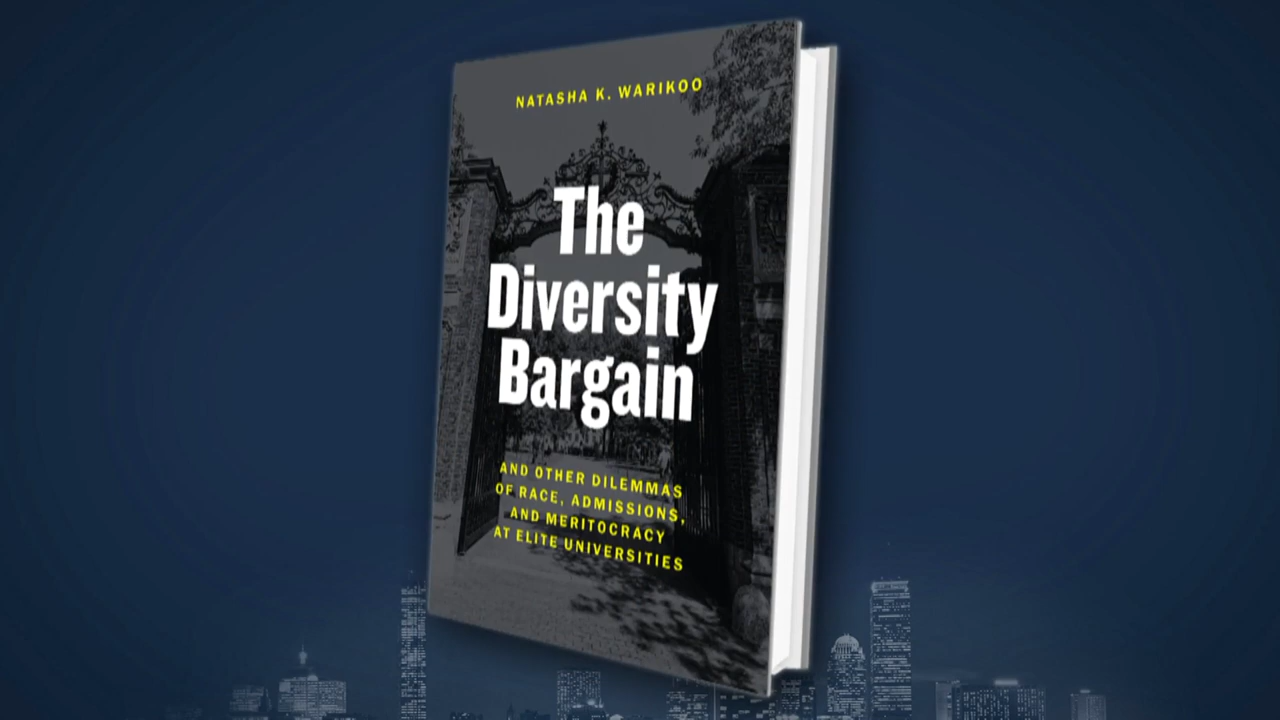 NATASHA K. WARIKOO
The
Diversity
Bargain
AND OTHER DILEMMAS
OF RACE, ADMISSIONS,
AND MERITOCRACY
AT ELITE UNIVERSITIES